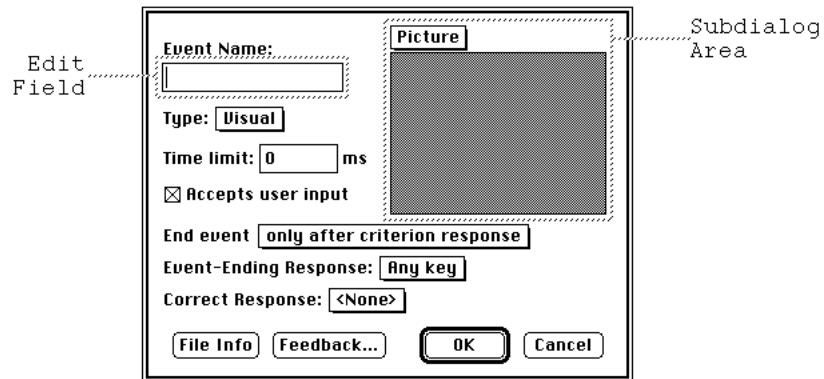 Edit
Field
Subdialog
Area
Event Name:
Picture
Type: Visual
Time limit: 0 ms
Accepts user input
End event only after criterion response
Event-Ending Response: Any key
Correct Response: <None>
File Info Feedback... OK Cancel